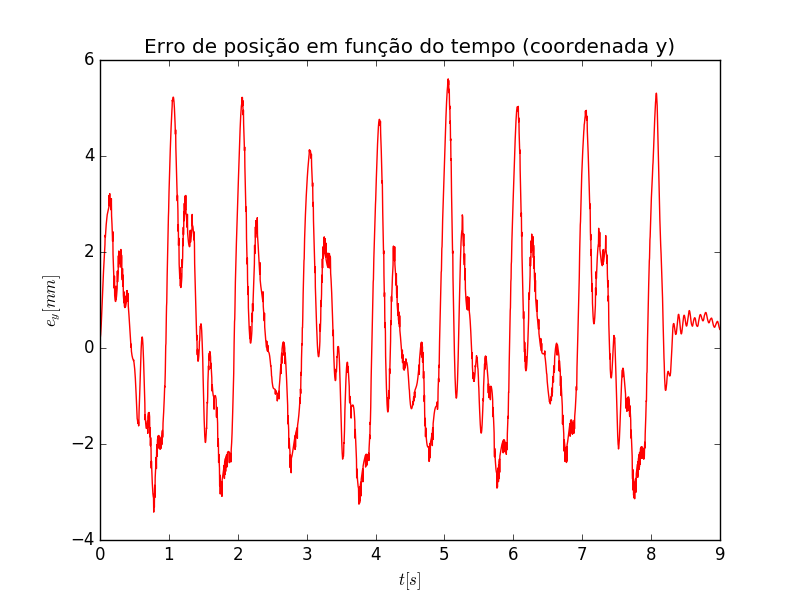 Erro de posição em função do tempo (coordenada y)
6
4
2
0
−2
−4
e_y[mm]
0 1 2 3 4 5 6 7 8 9
t[s]